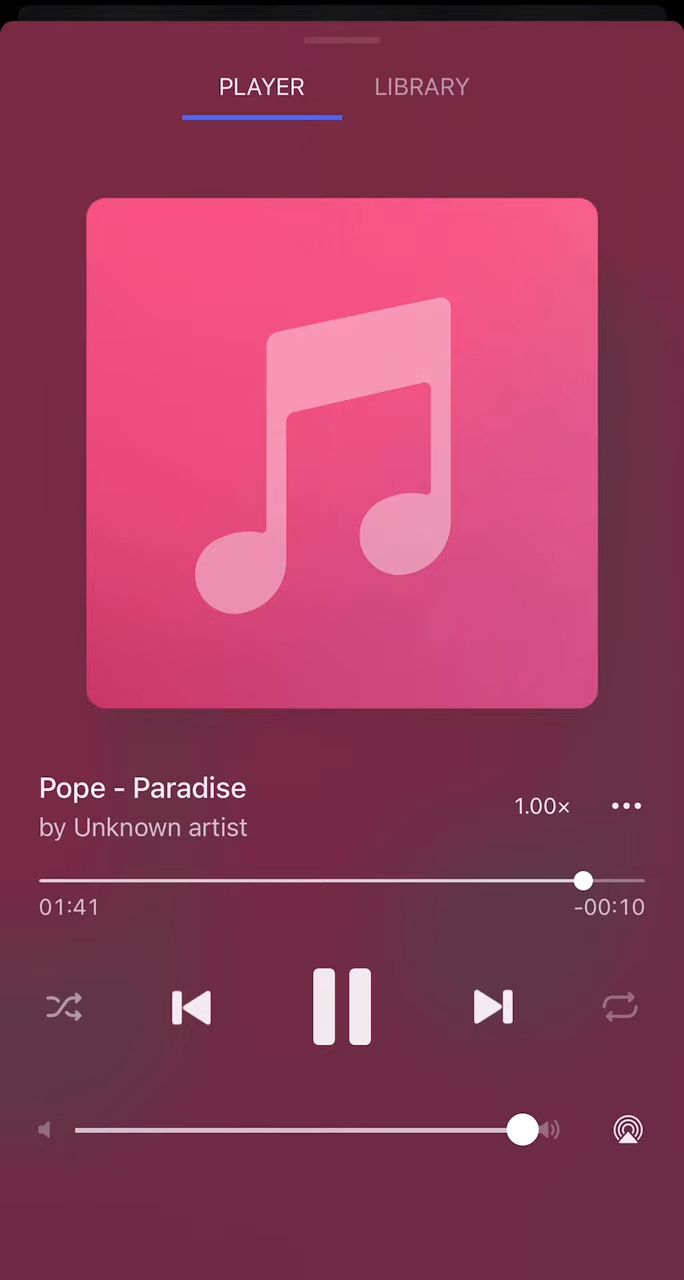 PLAYER LIBRARY
Pope - Paradise
by Unknown artist
1.00×
01:41 -00:10